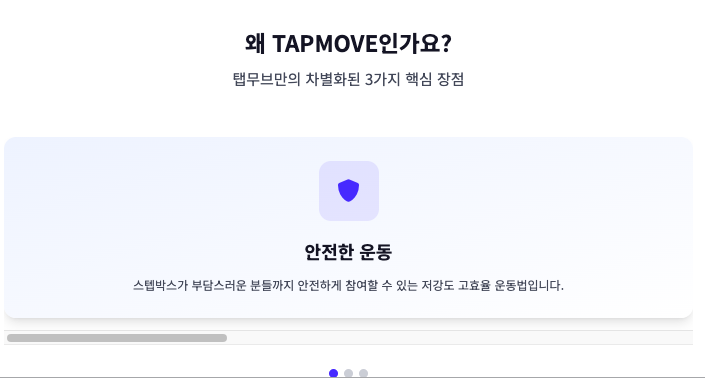 왜 TAPMOVE인가요?
탭무브만의 차별화된 3가지 핵심 장점
안전한 운동
스텝박스가 부담스러운 분들까지 안전하게 참여할 수 있는 저강도 고효율 운동법입니다.